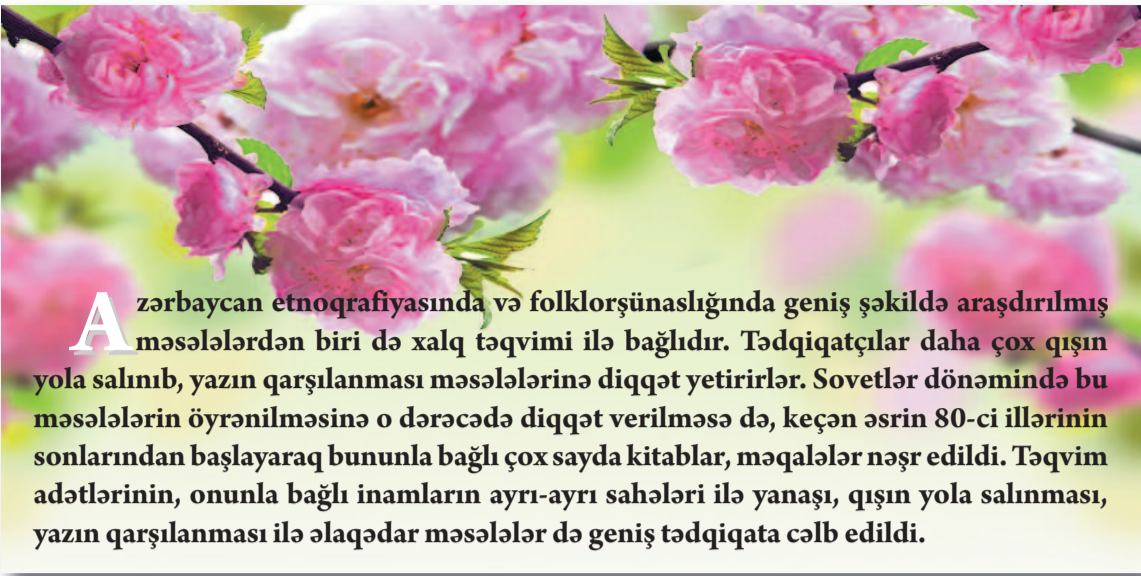 Azərbaycan etnoqrafiyasında və folklorşünaslığında geniş şəkildə araşdırılmış
məsələlərdən biri də xalq təqvimi ilə bağlıdır. Tədqiqatçılar daha çox qışın
yola salınıb, yazın qarşılanması məsələlərinə diqqət yetirirlər. Sovetlər dönəmində bu
məsələlərin öyrənilməsinə o dərəcədə diqqət verilməsə də, keçən əsrin 80-ci illərinin
sonlarından başlayaraq bununla bağlı çox sayda kitablar, məqalələr nəşr edildi. Təqvim
adətlərinin, onunla bağlı inamların ayrı-ayrı sahələri ilə yanaşı, qışın yola salınması,
yazın qarşılanması ilə əlaqədar məsələlər də geniş tədqiqata cəlb edildi.